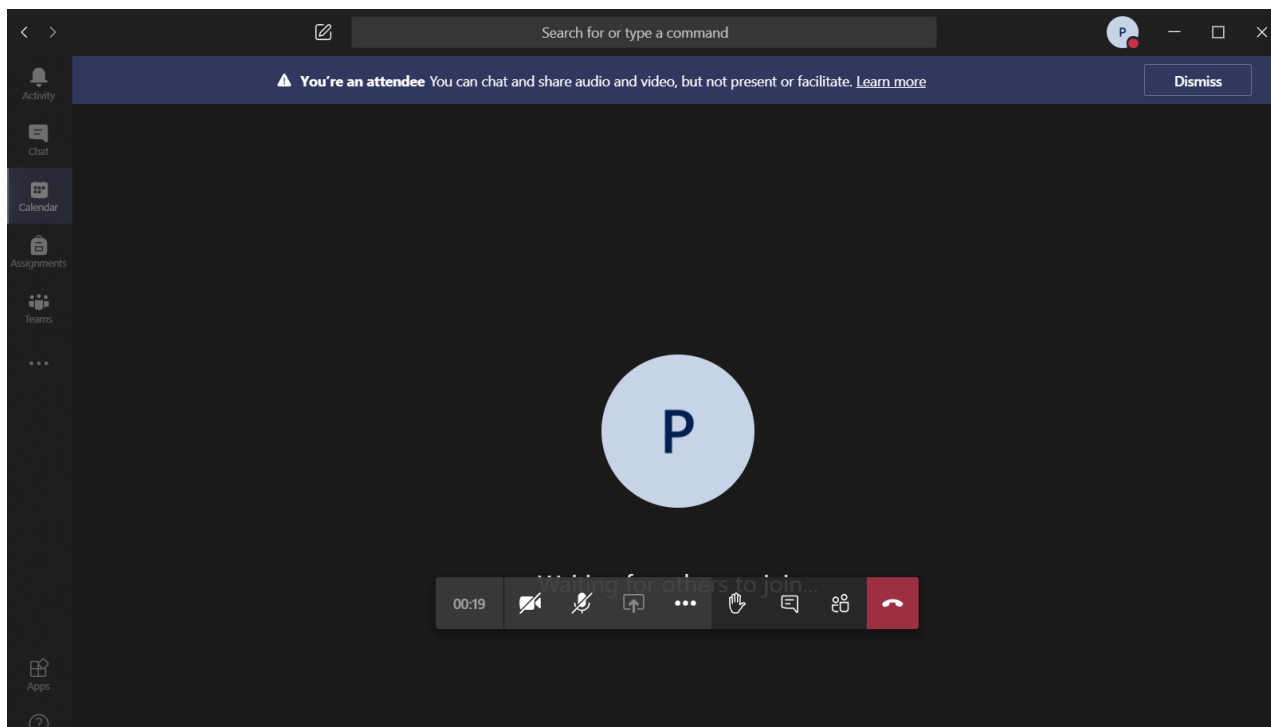 Search for or type a command
P
Activity
You're an attendee You can chat and share audio and video, but not present or facilitate. Learn more
Dismiss
Chat
Calendar
Assignments
Teams
P
Waiting for others to join...
00:19
Apps